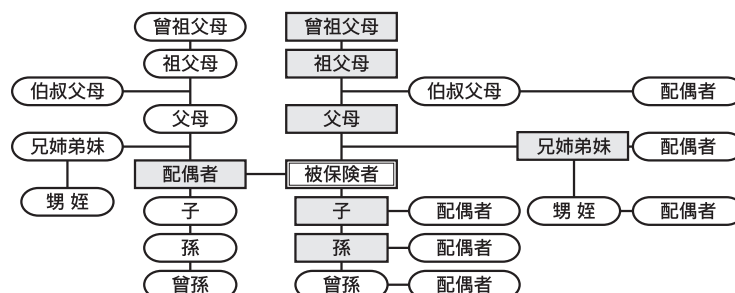 曾祖父母 曾祖父母
祖父母 祖父母
伯叔父母 伯叔父母 配偶者
父母 父母
兄姉弟妹 兄姉弟妹 配偶者
配偶者 被保険者
甥 姪 子 子 配偶者 甥 姪 配偶者
孫 孫 配偶者
曾孫 曾孫 配偶者